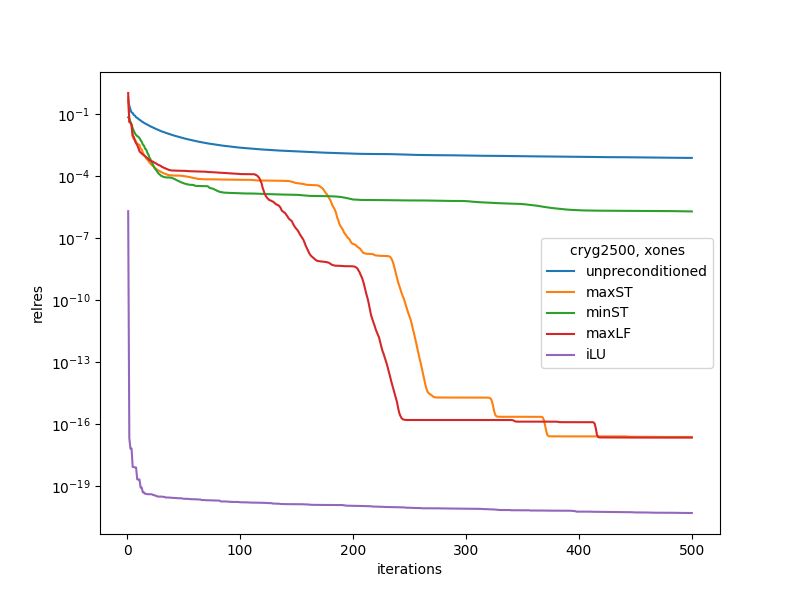 10⁻¹
10⁻⁴
10⁻⁷
10⁻¹⁰
10⁻¹³
10⁻¹⁶
10⁻¹⁹
relres
cryg2500, xones
unpreconditioned
maxST
minST
maxLF
iLU
0 100 200 300 400 500
iterations